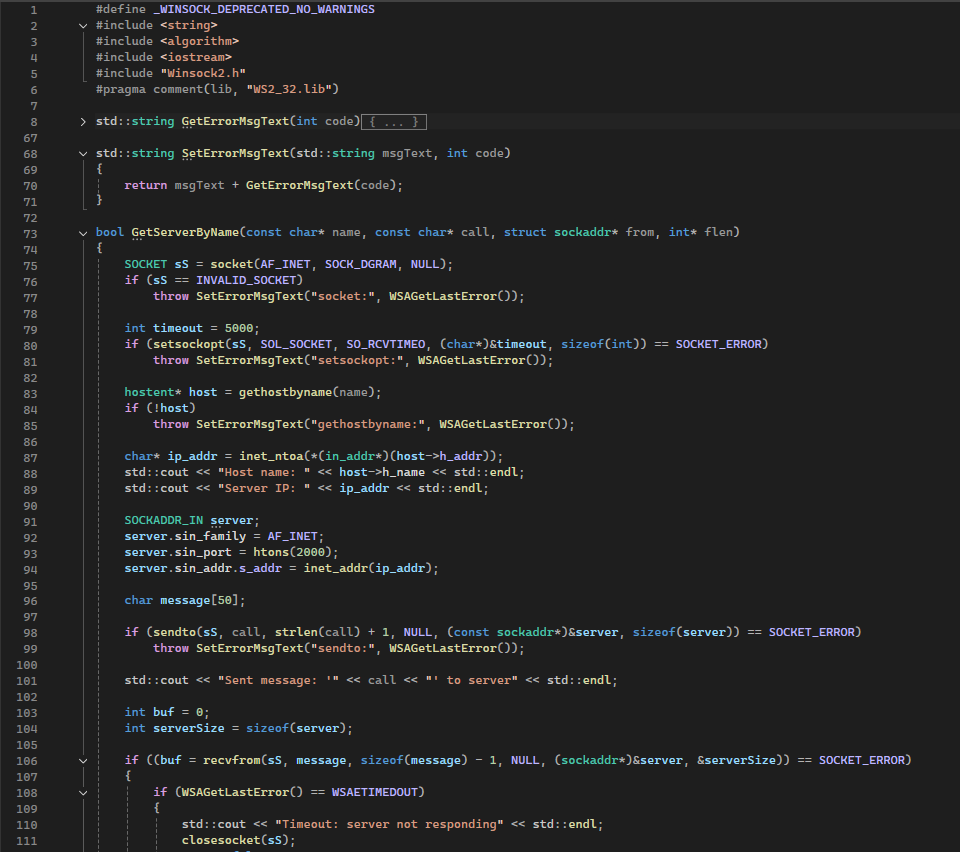 1 #define _WINSOCK_DEPRECATED_NO_WARNINGS
2 #include <string>
3 #include <algorithm>
4 #include <iostream>
5 #include "Winsock2.h"
6 #pragma comment(lib, "WS2_32.lib")
7
8 std::string GetErrorMsgText(int code){ ... }
67
68 std::string SetErrorMsgText(std::string msgText, int code)
69 {
70     return msgText + GetErrorMsgText(code);
71 }
72
73 bool GetServerByName(const char* name, const char* call, struct sockaddr* from, int* flen)
74 {
75     SOCKET sS = socket(AF_INET, SOCK_DGRAM, NULL);
76     if (sS == INVALID_SOCKET)
77         throw SetErrorMsgText("socket:", WSAGetLastError());
78
79     int timeout = 5000;
80     if (setsockopt(sS, SOL_SOCKET, SO_RCVTIMEO, (char*)&timeout, sizeof(int)) == SOCKET_ERROR)
81         throw SetErrorMsgText("setsockopt:", WSAGetLastError());
82
83     hostent* host = gethostbyname(name);
84     if (!host)
85         throw SetErrorMsgText("gethostbyname:", WSAGetLastError());
86
87     char* ip_addr = inet_ntoa(*(in_addr*)(host->h_addr));
88     std::cout << "Host name: " << host->h_name << std::endl;
89     std::cout << "Server IP: " << ip_addr << std::endl;
90
91     SOCKADDR_IN server;
92     server.sin_family = AF_INET;
93     server.sin_port = htons(2000);
94     server.sin_addr.s_addr = inet_addr(ip_addr);
95
96     char message[50];
97
98     if (sendto(sS, call, strlen(call) + 1, NULL, (const sockaddr*)&server, sizeof(server)) == SOCKET_ERROR)
99         throw SetErrorMsgText("sendto:", WSAGetLastError());
100
101     std::cout << "Sent message: '" << call << "' to server" << std::endl;
102
103     int buf = 0;
104     int serverSize = sizeof(server);
105
106     if ((buf = recvfrom(sS, message, sizeof(message) - 1, NULL, (sockaddr*)&server, &serverSize)) == SOCKET_ERROR)
107     {
108         if (WSAGetLastError() == WSAETIMEDOUT)
109         {
110             std::cout << "Timeout: server not responding" << std::endl;
111             closesocket(sS);